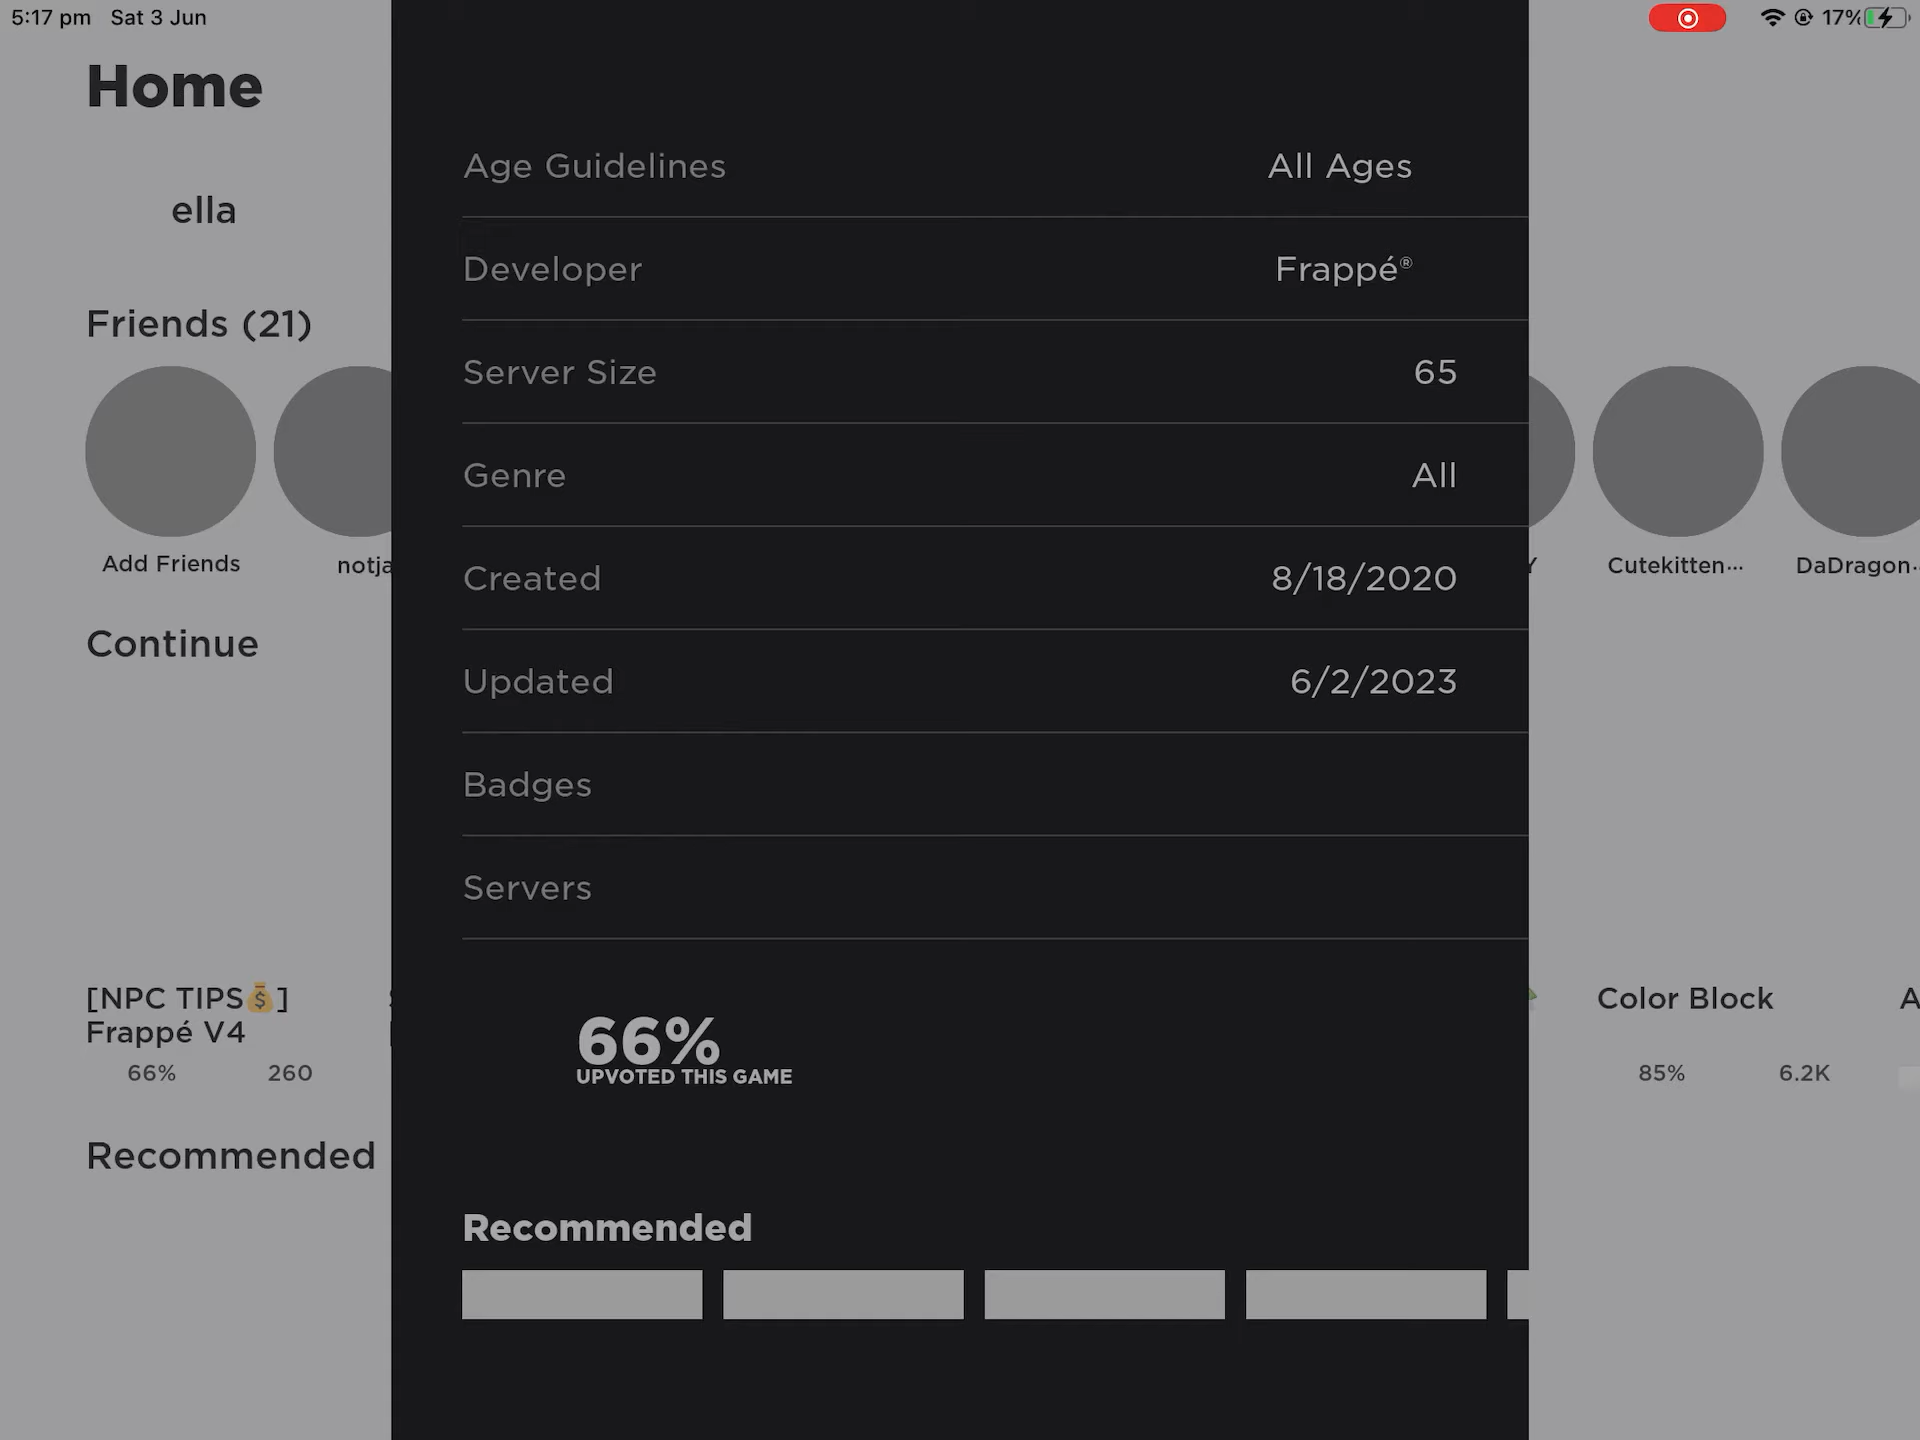 5:17 pm Sat 3 Jun
17%
Home
ella
Friends (21)
Add Friends
notja
Y
Cutekitten...
DaDragon..
Continue
[NPC TIPS💰]
Frappé V4
66% 260
Color Block
85% 6.2K
A
Recommended
Age Guidelines All Ages
Developer Frappé®
Server Size 65
Genre All
Created 8/18/2020
Updated 6/2/2023
Badges
Servers
66%
UPVOTED THIS GAME
Recommended